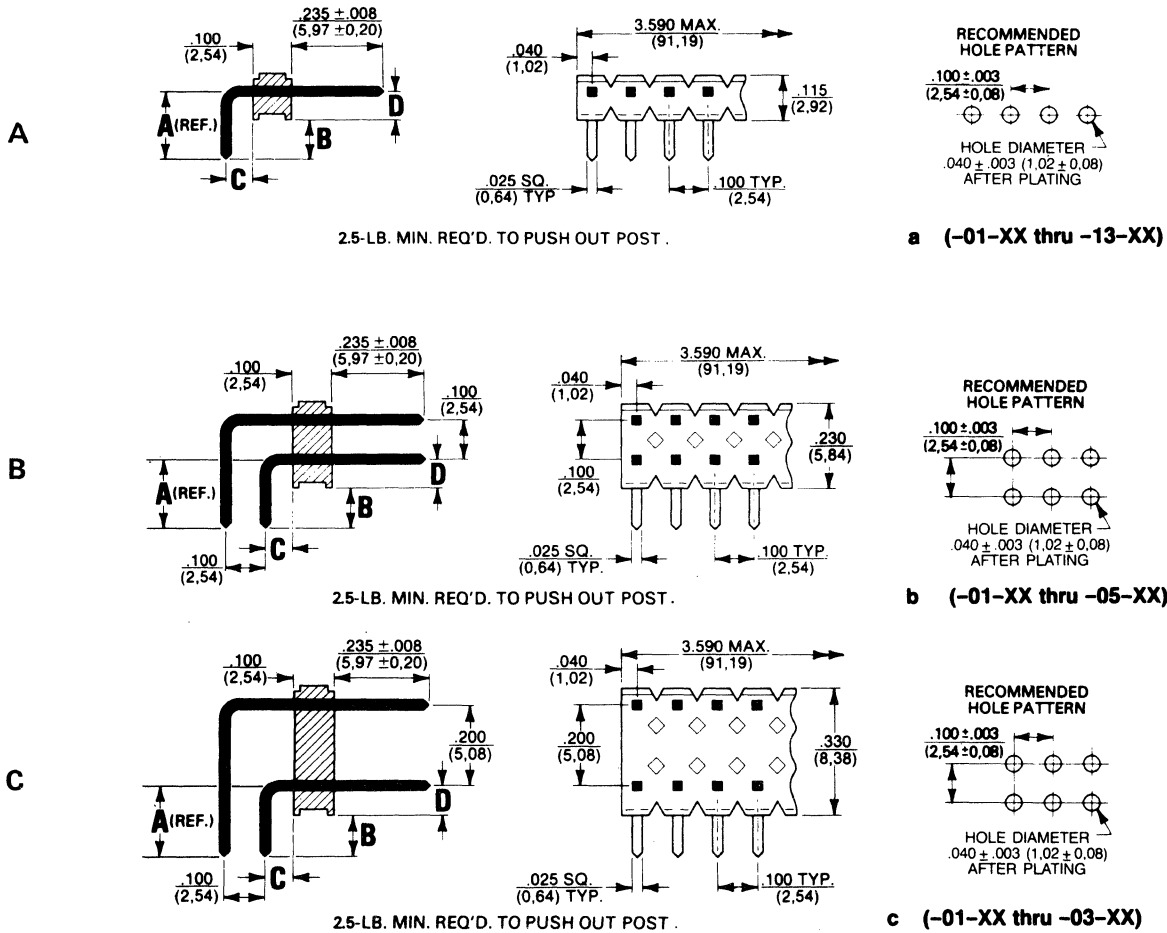 A
.100
(2,54)
.235 ±.008
(5,97 ±0,20)
A (REF.)
B
C
D
.040
(1,02)
3.590 MAX.
(91,19)
.115
(2,92)
.025 SQ.
(0,64) TYP
.100 TYP.
(2,54)
2.5-LB. MIN. REQ'D. TO PUSH OUT POST .
RECOMMENDED
HOLE PATTERN
.100±.003
(2,54±0,08)
HOLE DIAMETER
.040 ± .003 (1,02 ± 0,08)
AFTER PLATING
a (–01–XX thru –13–XX)
B
.100
(2,54)
.235 ±.008
(5,97 ±0,20)
.100
(2,54)
A (REF.)
B
C
D
.100
(2,54)
.040
(1,02)
3.590 MAX.
(91,19)
.100
(2,54)
.230
(5,84)
.025 SQ.
(0,64) TYP.
.100 TYP.
(2,54)
2.5-LB. MIN. REQ'D. TO PUSH OUT POST .
RECOMMENDED
HOLE PATTERN
.100±.003
(2,54±0,08)
HOLE DIAMETER
.040 ± .003 (1,02 ± 0,08)
AFTER PLATING
b (–01–XX thru –05–XX)
C
.100
(2,54)
.235 ±.008
(5,97 ±0,20)
.200
(5,08)
A (REF.)
B
C
D
.100
(2,54)
.040
(1,02)
3.590 MAX.
(91,19)
.200
(5,08)
.330
(8,38)
.025 SQ.
(0,64) TYP.
.100 TYP.
(2,54)
2.5-LB. MIN. REQ'D. TO PUSH OUT POST .
RECOMMENDED
HOLE PATTERN
.100±.003
(2,54±0,08)
HOLE DIAMETER
.040 ± .003 (1,02 ± 0,08)
AFTER PLATING
c (–01–XX thru –03–XX)